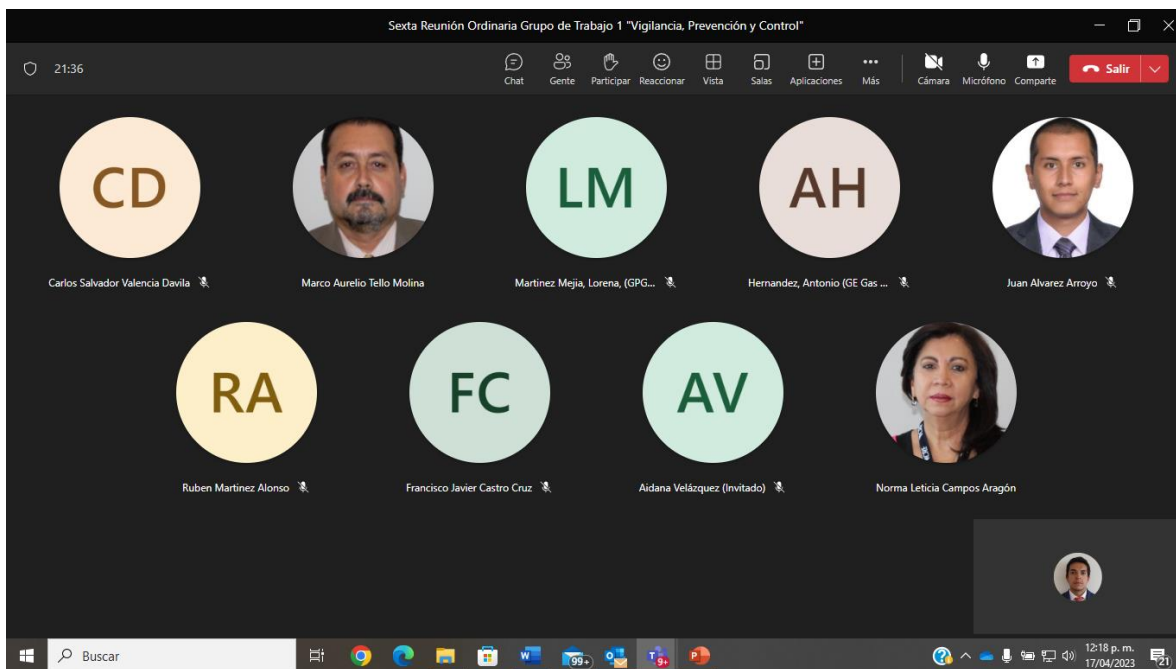 Sexta Reunión Ordinaria Grupo de Trabajo 1 "Vigilancia, Prevención y Control"
21:36
Chat
Gente
Participar
Reaccionar
Vista
Salas
Aplicaciones
Más
Cámara
Micrófono
Comparte
Salir
CD
LM
AH
Carlos Salvador Valencia Davila
Marco Aurelio Tello Molina
Martinez Mejia, Lorena, (GPG...
Hernandez, Antonio (GE Gas ...
Juan Alvarez Arroyo
RA
FC
AV
Ruben Martinez Alonso
Francisco Javier Castro Cruz
Aidana Velázquez (Invitado)
Norma Leticia Campos Aragón
Buscar
99+
9+
12:18 p. m.
17/04/2023
21